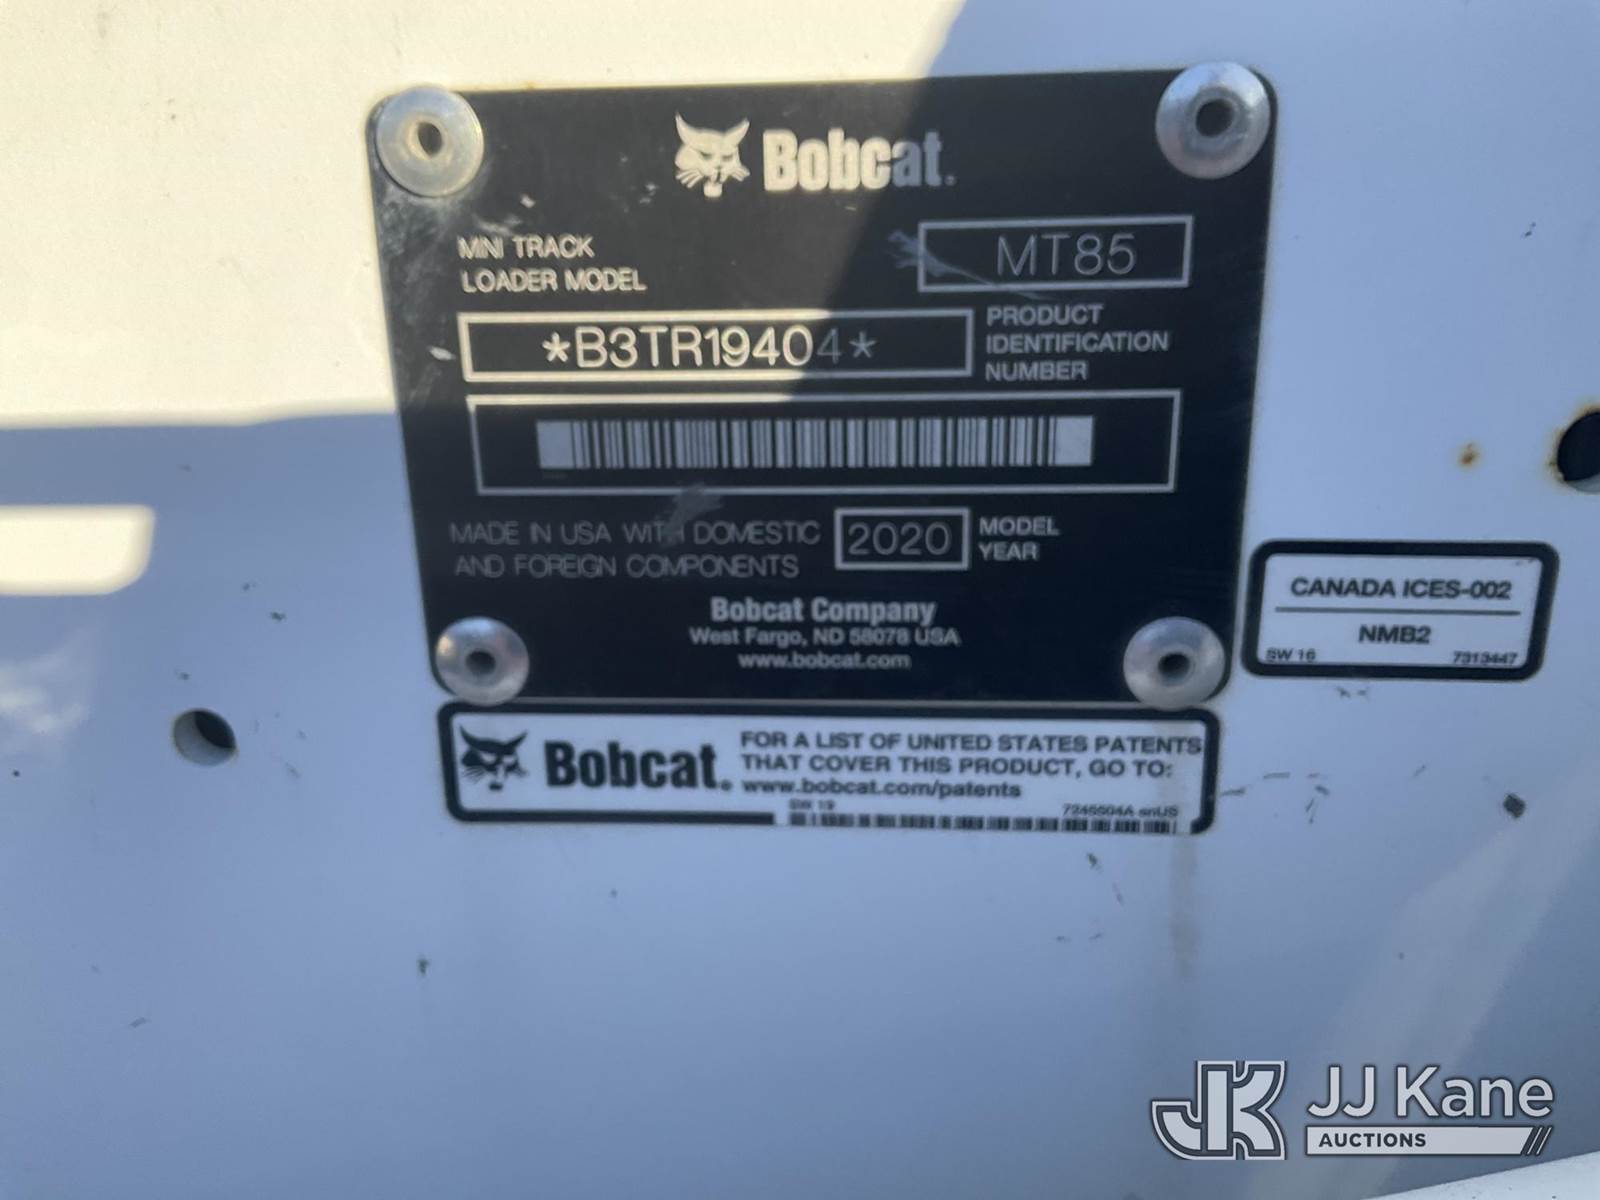 Bobcat.
MINI TRACK
LOADER MODEL
MT85
*B3TR19404*
PRODUCT
IDENTIFICATION
NUMBER
MADE IN USA WITH DOMESTIC
AND FOREIGN COMPONENTS
2020
MODEL
YEAR
Bobcat Company
West Fargo, ND 58078 USA
www.bobcat.com
CANADA ICES-002
NMB2
SW 16 7313447
Bobcat.
FOR A LIST OF UNITED STATES PATENTS
THAT COVER THIS PRODUCT, GO TO:
www.bobcat.com/patents
SW 19 7246604A enUS
JK JJ Kane
AUCTIONS